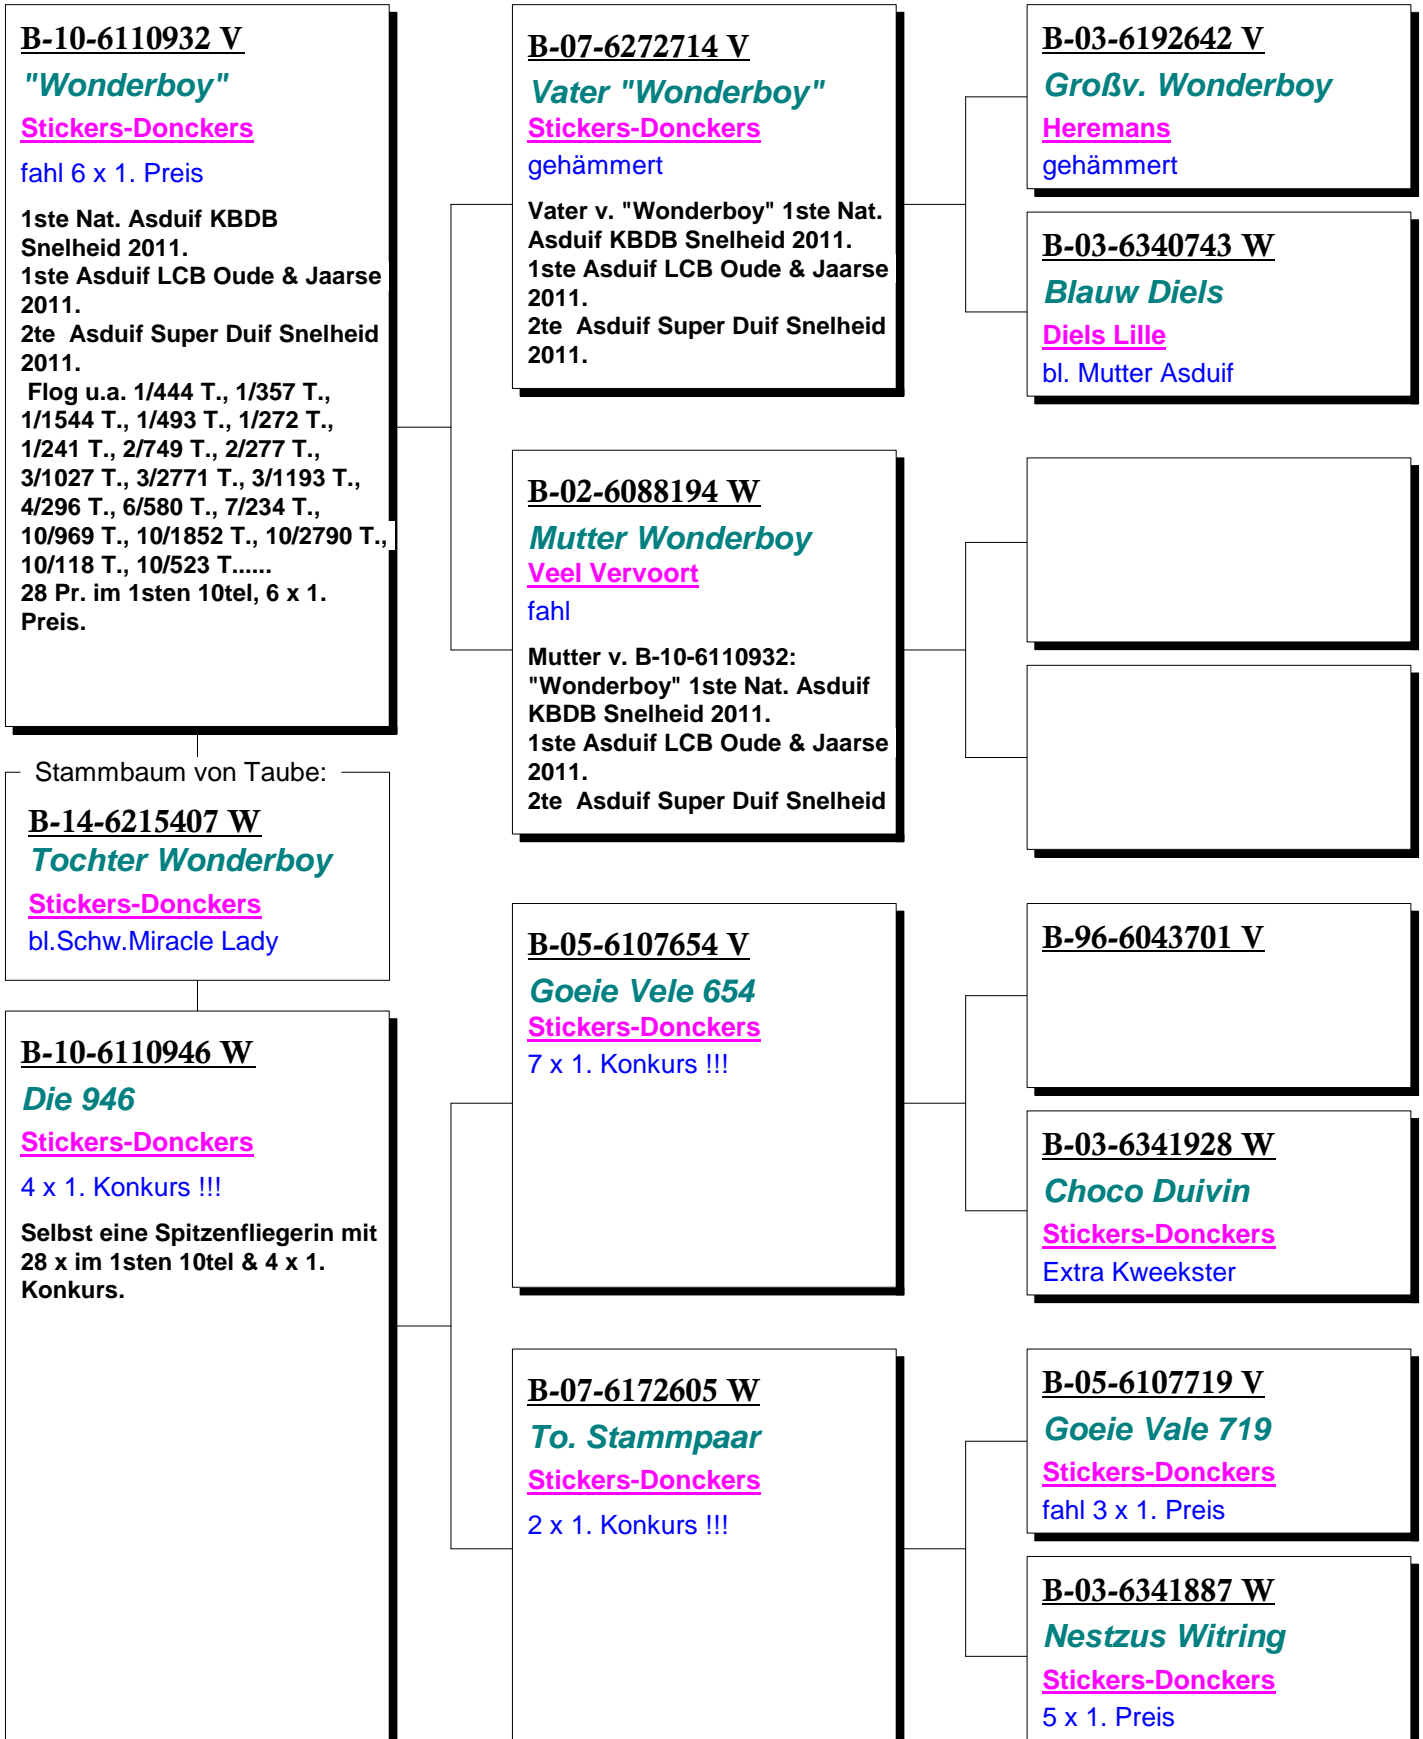 B-10-6110932 V
"Wonderboy"
Stickers-Donckers
fahl 6 x 1. Preis
1ste Nat. Asduif KBDB
Snelheid 2011.
1ste Asduif LCB Oude & Jaarse
2011.
2te  Asduif Super Duif Snelheid
2011.
Flog u.a. 1/444 T., 1/357 T.,
1/1544 T., 1/493 T., 1/272 T.,
1/241 T., 2/749 T., 2/277 T.,
3/1027 T., 3/2771 T., 3/1193 T.,
4/296 T., 6/580 T., 7/234 T.,
10/969 T., 10/1852 T., 10/2790 T.,
10/118 T., 10/523 T......
28 Pr. im 1sten 10tel, 6 x 1.
Preis.
Stammbaum von Taube:
B-14-6215407 W
Tochter Wonderboy
Stickers-Donckers
bl.Schw.Miracle Lady
B-10-6110946 W
Die 946
Stickers-Donckers
4 x 1. Konkurs !!!
Selbst eine Spitzenfliegerin mit
28 x im 1sten 10tel & 4 x 1.
Konkurs.
B-07-6272714 V
Vater "Wonderboy"
Stickers-Donckers
gehämmert
Vater v. "Wonderboy" 1ste Nat.
Asduif KBDB Snelheid 2011.
1ste Asduif LCB Oude & Jaarse
2011.
2te  Asduif Super Duif Snelheid
2011.
B-02-6088194 W
Mutter Wonderboy
Veel Vervoort
fahl
Mutter v. B-10-6110932:
"Wonderboy" 1ste Nat. Asduif
KBDB Snelheid 2011.
1ste Asduif LCB Oude & Jaarse
2011.
2te  Asduif Super Duif Snelheid
B-05-6107654 V
Goeie Vele 654
Stickers-Donckers
7 x 1. Konkurs !!!
B-07-6172605 W
To. Stammpaar
Stickers-Donckers
2 x 1. Konkurs !!!
B-03-6192642 V
Großv. Wonderboy
Heremans
gehämmert
B-03-6340743 W
Blauw Diels
Diels Lille
bl. Mutter Asduif
B-96-6043701 V
B-03-6341928 W
Choco Duivin
Stickers-Donckers
Extra Kweekster
B-05-6107719 V
Goeie Vale 719
Stickers-Donckers
fahl 3 x 1. Preis
B-03-6341887 W
Nestzus Witring
Stickers-Donckers
5 x 1. Preis